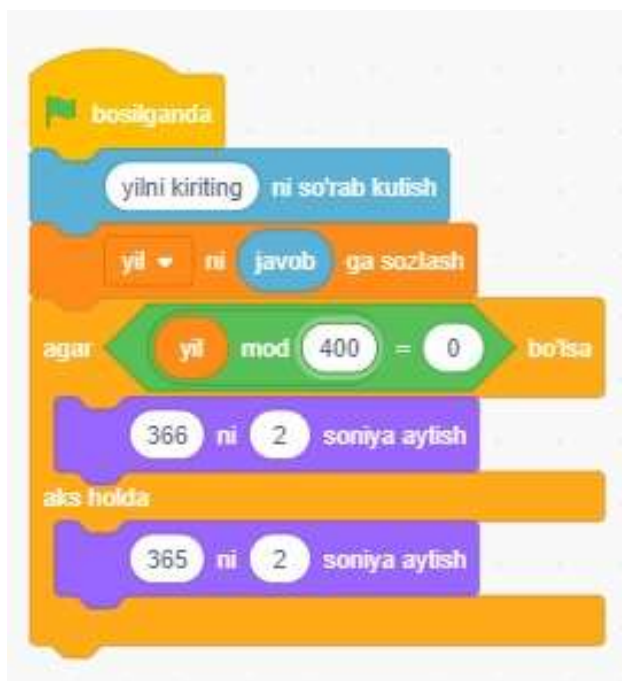 bosilganda
yilni kiriting ni so'rab kutish
yil ni javob ga sozlash
agar yil mod 400 = 0 bo'lsa
366 ni 2 soniya aytish
aks holda
365 ni 2 soniya aytish